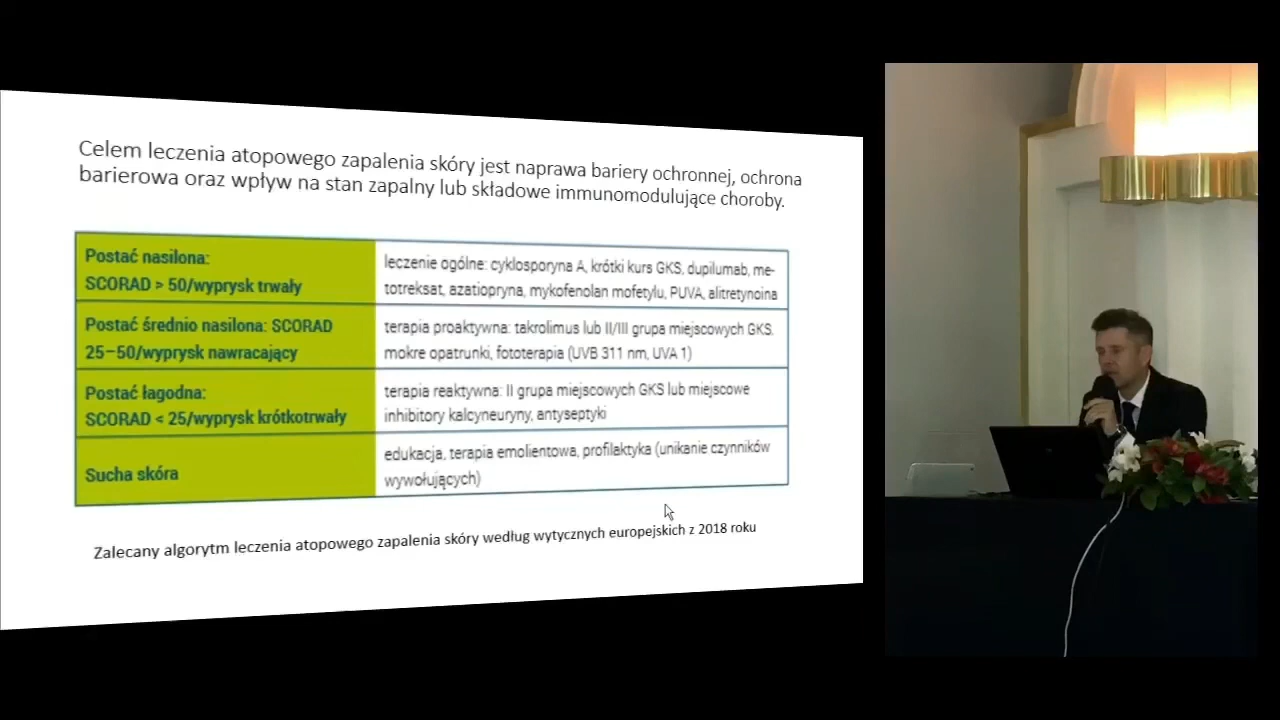 Celem leczenia atopowego zapalenia skóry jest naprawa bariery ochronnej, ochrona
barierowa oraz wpływ na stan zapalny lub składowe immunomodulujące choroby.
Postać nasilona:
SCORAD > 50/wyprysk trwały
leczenie ogólne: cyklosporyna A, krótki kurs GKS, dupilumab, me-
totreksat, azatiopryna, mykofenolan mofetylu, PUVA, alitretynoina
Postać średnio nasilona: SCORAD
25–50/wyprysk nawracający
terapia proaktywna: takrolimus lub II/III grupa miejscowych GKS.
mokre opatrunki, fototerapia (UVB 311 nm, UVA 1)
Postać łagodna:
SCORAD < 25/wyprysk krótkotrwały
terapia reaktywna: II grupa miejscowych GKS lub miejscowe
inhibitory kalcyneuryny, antyseptyki
Sucha skóra
edukacja, terapia emolientowa, profilaktyka (unikanie czynników
wywołujących)
Zalecany algorytm leczenia atopowego zapalenia skóry według wytycznych europejskich z 2018 roku